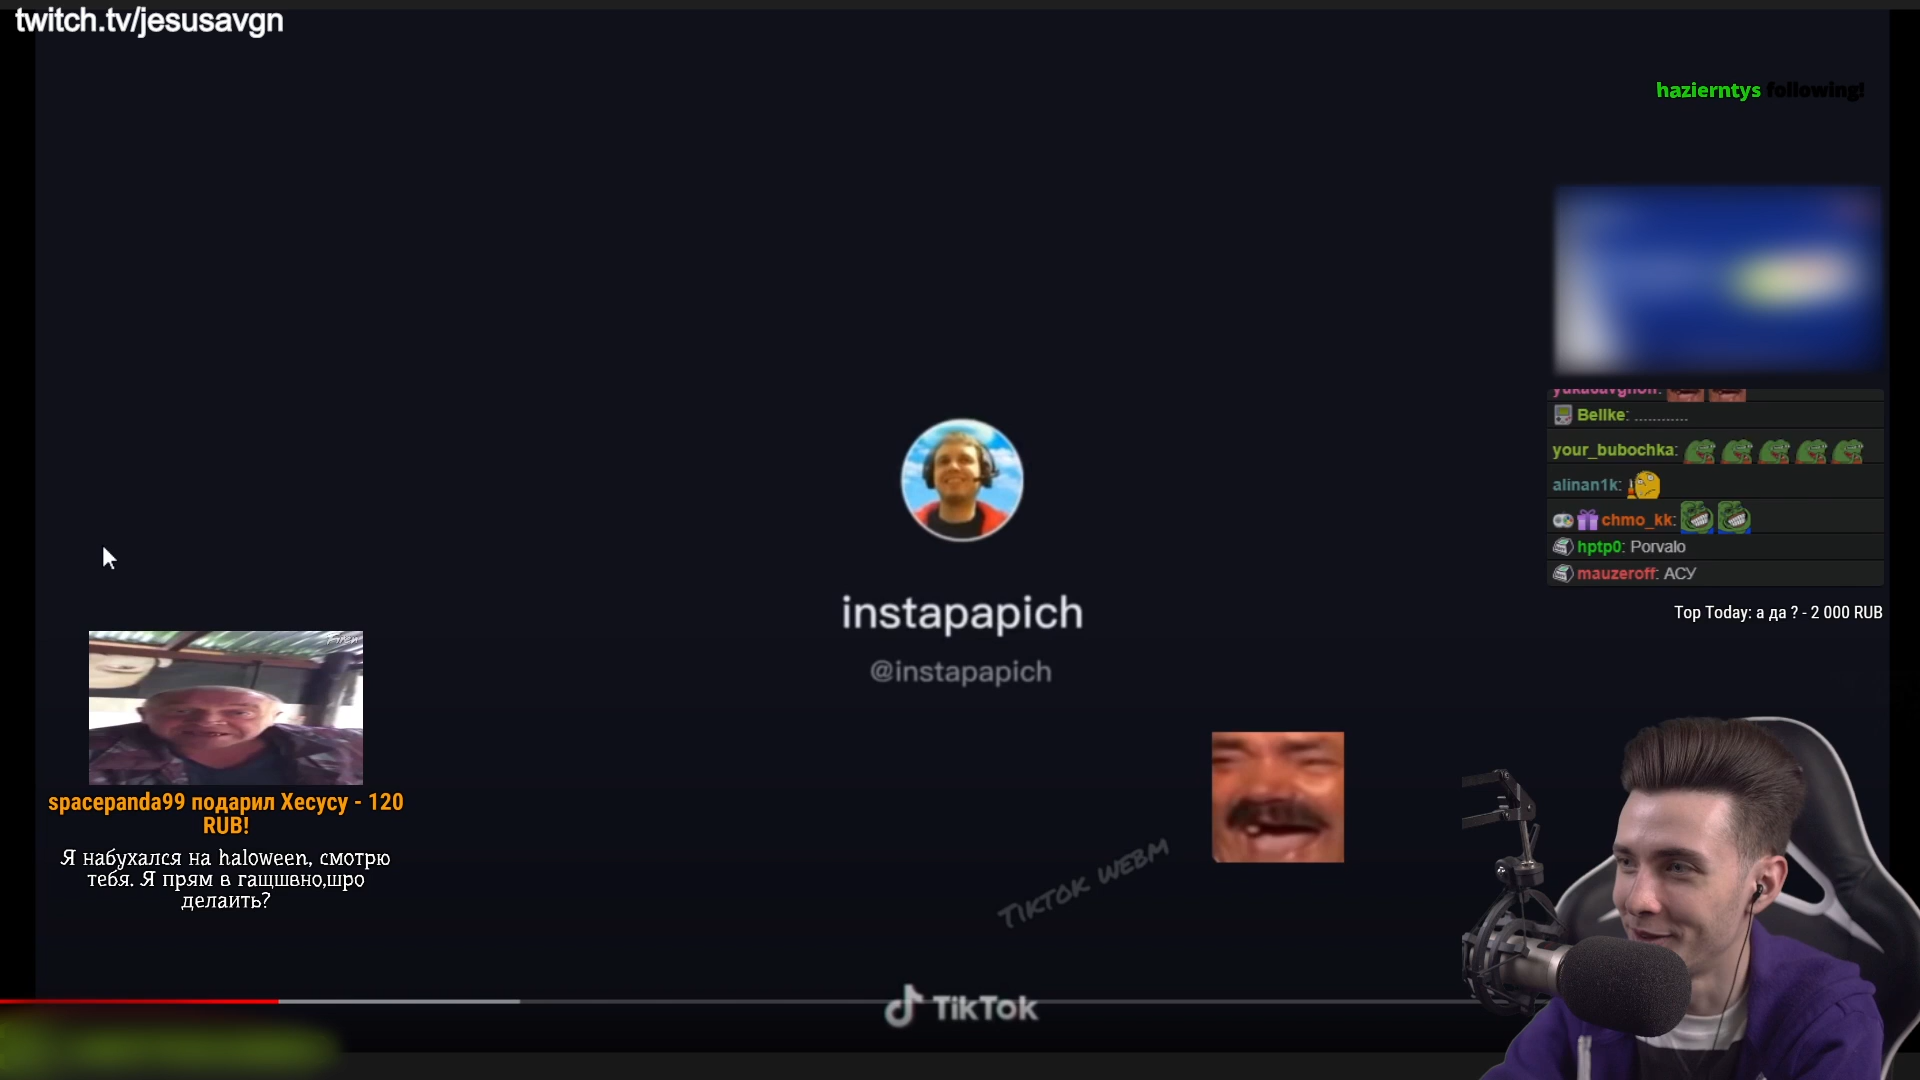 twitch.tv/jesusavgn
hazierntys following!
Bellke: ............
your_bubochka:
alinan1k:
chmo_kk:
hptp0: Porvalo
mauzeroff: АСУ
Top Today: а да ? - 2 000 RUB
instapapich
@instapapich
spacepanda99 подарил Хесусу - 120
RUB!
Я набухался на haloween, смотрю
тебя. Я прям в гащшвно,шро
делаить?
TIKTOK WEBM
TikTok